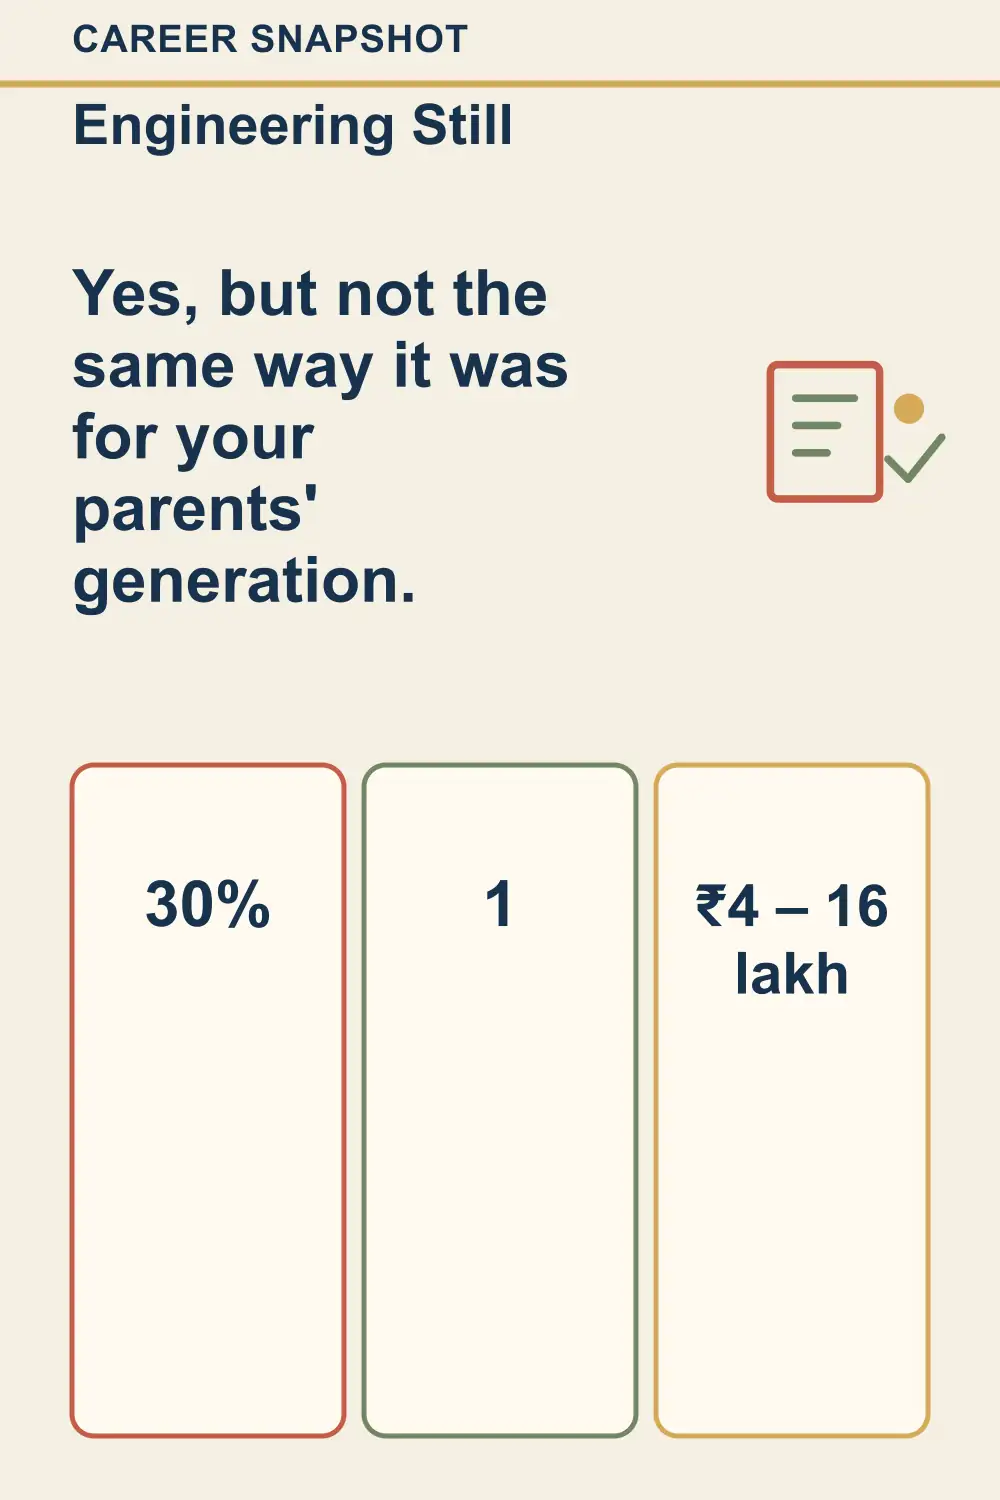 CAREER SNAPSHOT
Engineering Still
Yes, but not the
same way it was
for your
parents'
generation.
30%
1
₹4 – 16
lakh